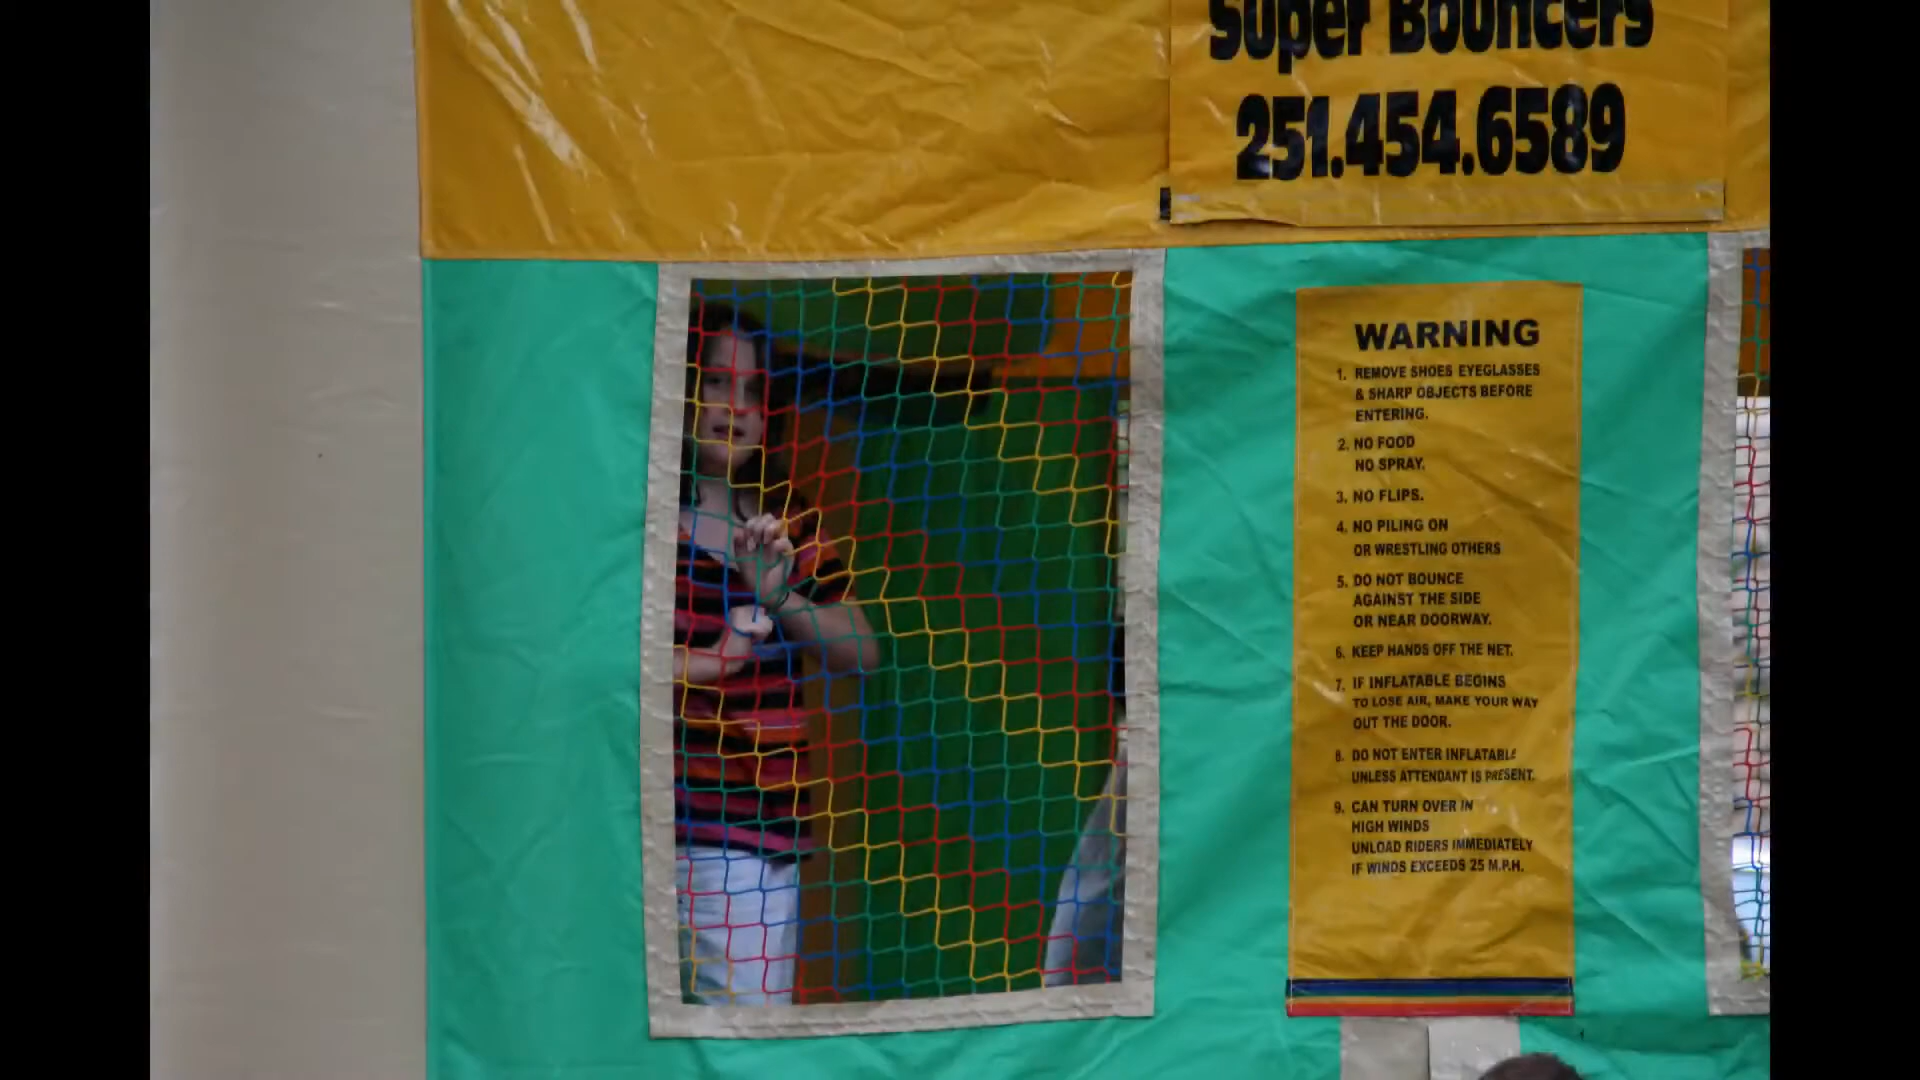 Super Bouncers
251.454.6589
WARNING
1. REMOVE SHOES EYEGLASSES
& SHARP OBJECTS BEFORE
ENTERING.
2. NO FOOD
NO SPRAY.
3. NO FLIPS.
4. NO PILING ON
OR WRESTLING OTHERS
5. DO NOT BOUNCE
AGAINST THE SIDE
OR NEAR DOORWAY.
6. KEEP HANDS OFF THE NET.
7. IF INFLATABLE BEGINS
TO LOSE AIR, MAKE YOUR WAY
OUT THE DOOR.
8. DO NOT ENTER INFLATABLE
UNLESS ATTENDANT IS PRESENT.
9. CAN TURN OVER IN
HIGH WINDS
UNLOAD RIDERS IMMEDIATELY
IF WINDS EXCEEDS 25 M.P.H.